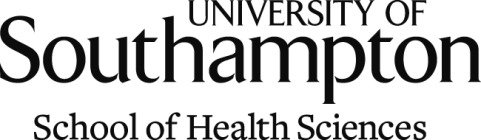 UNIVERSITY OF
Southampton
School of Health Sciences